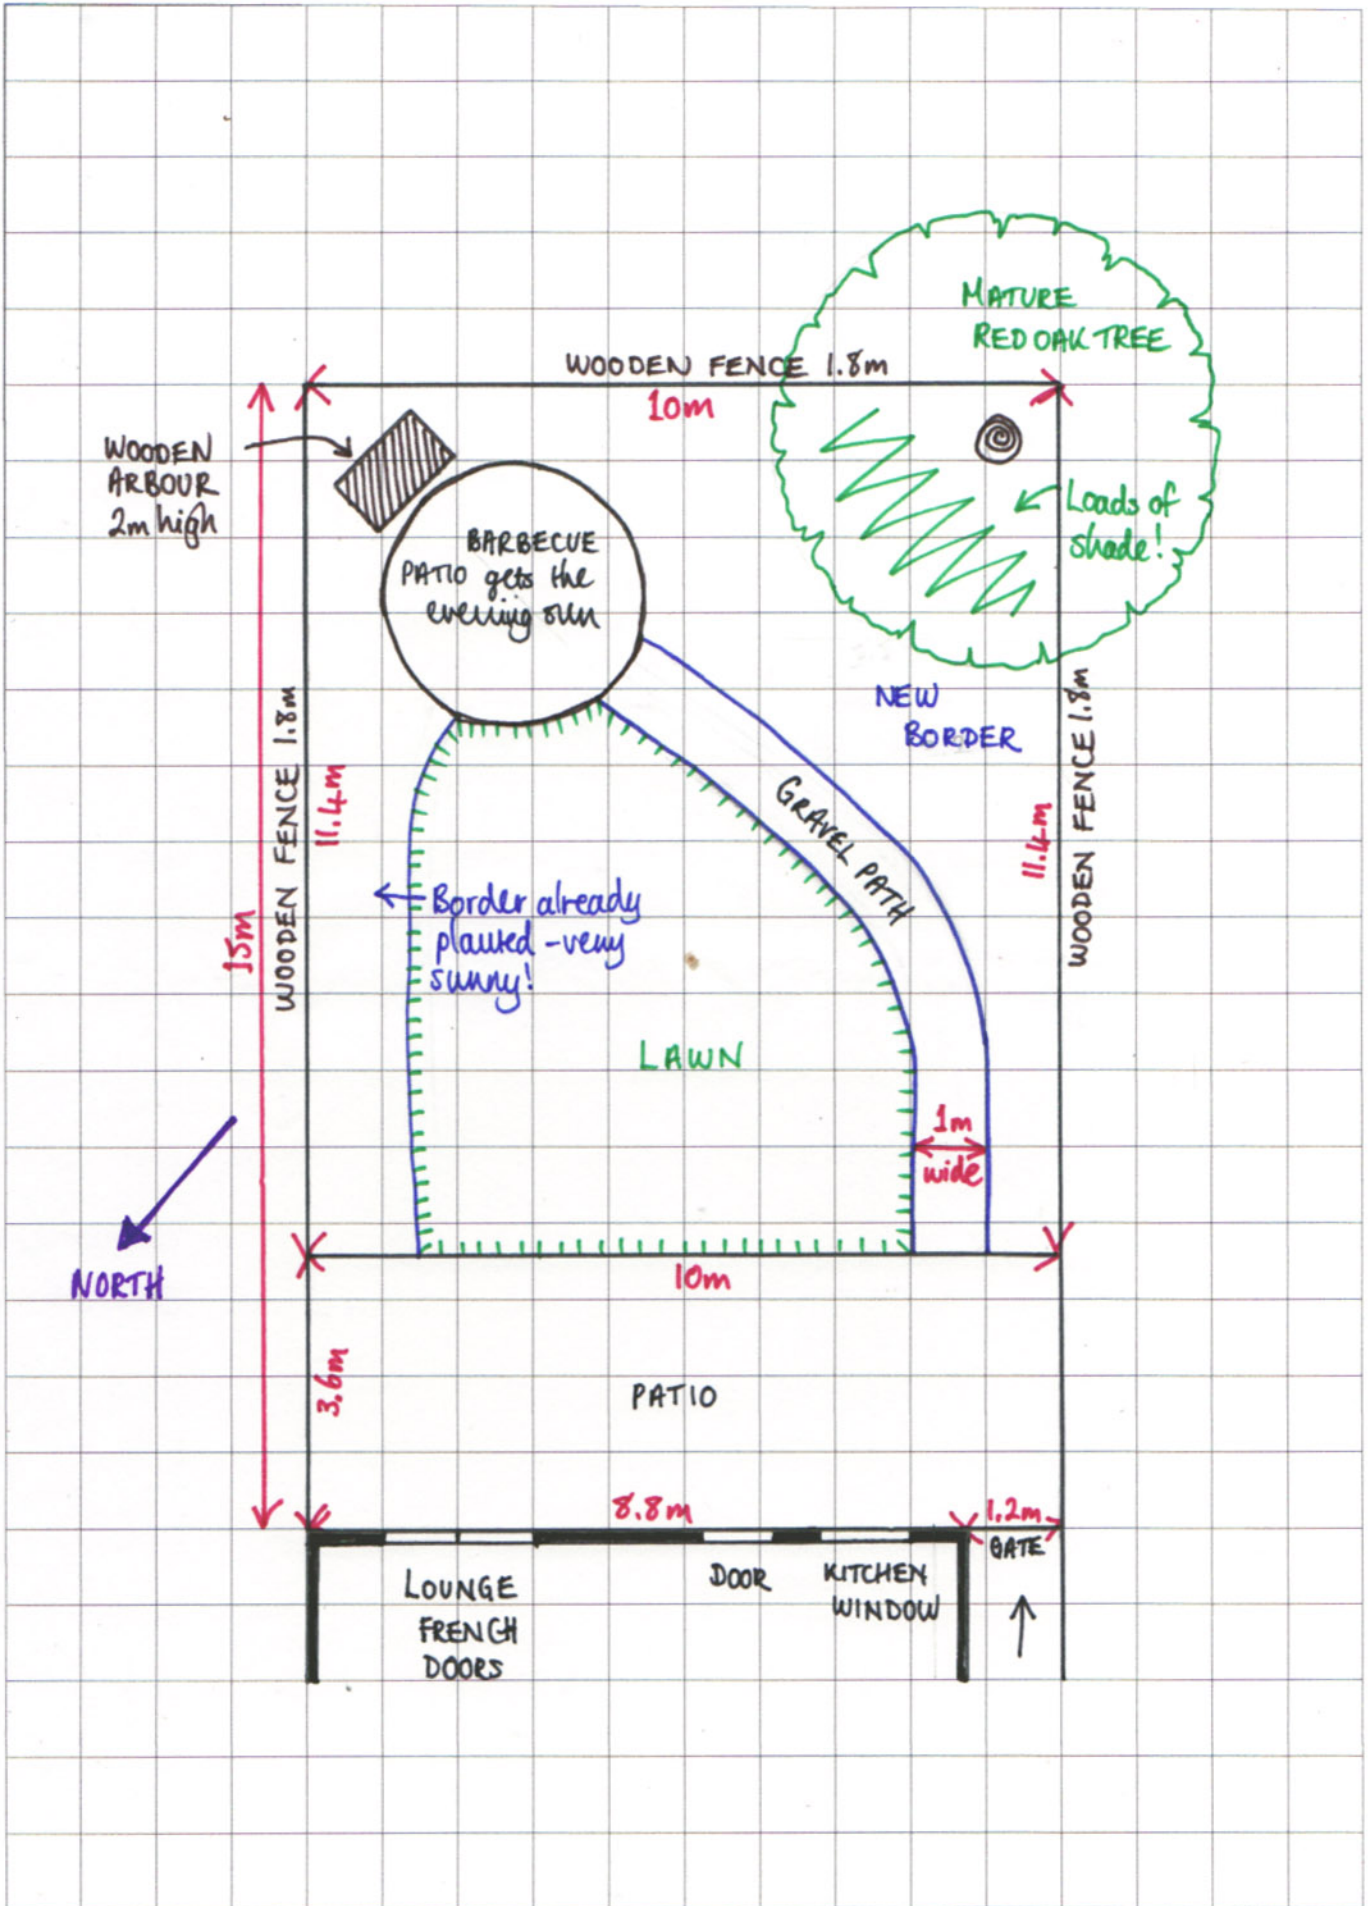 MATURE
RED OAK TREE
WOODEN FENCE 1.8m
10m
WOODEN
ARBOUR
2m high
Loads of
shade!
BARBECUE
PATIO gets the
evening sun
NEW
BORDER
WOODEN FENCE 1.8m
11.4m
GRAVEL PATH
11.4m
WOODEN FENCE 1.8m
15m
Border already
planted - very
sunny!
LAWN
1m
wide
NORTH
10m
3.6m
PATIO
8.8m
1.2m
GATE
LOUNGE
FRENCH
DOORS
DOOR
KITCHEN
WINDOW